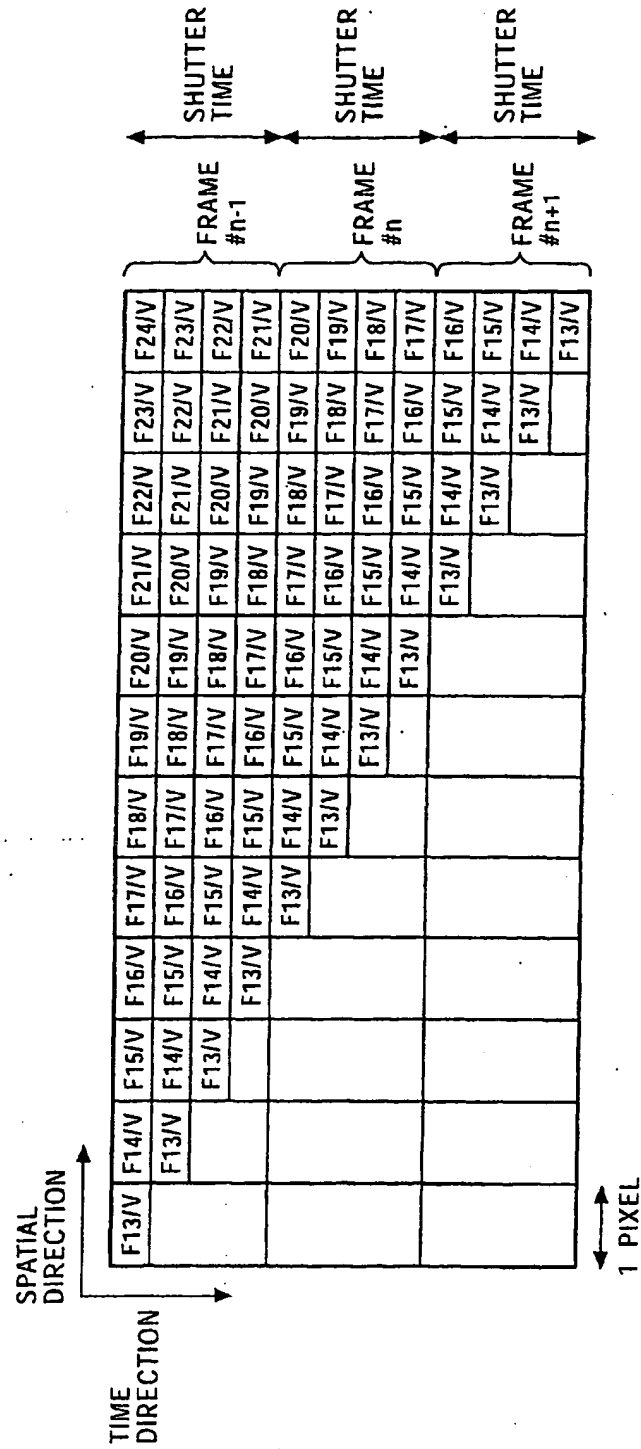 SPATIAL
DIRECTION
TIME
DIRECTION
F13/V F14/V F15/V F16/V F17/V F18/V F19/V F20/V F21/V F22/V F23/V F24/V
F13/V F14/V F15/V F16/V F17/V F18/V F19/V F20/V F21/V F22/V F23/V
F13/V F14/V F15/V F16/V F17/V F18/V F19/V F20/V F21/V F22/V
F13/V F14/V F15/V F16/V F17/V F18/V F19/V F20/V F21/V
F13/V F14/V F15/V F16/V F17/V F18/V F19/V F20/V
F13/V F14/V F15/V F16/V F17/V F18/V F19/V
F13/V F14/V F15/V F16/V F17/V F18/V
F13/V F14/V F15/V F16/V F17/V
F13/V F14/V F15/V F16/V
F13/V F14/V F15/V
F13/V F14/V
F13/V
FRAME
#n-1
SHUTTER
TIME
FRAME
#n
SHUTTER
TIME
FRAME
#n+1
SHUTTER
TIME
1 PIXEL